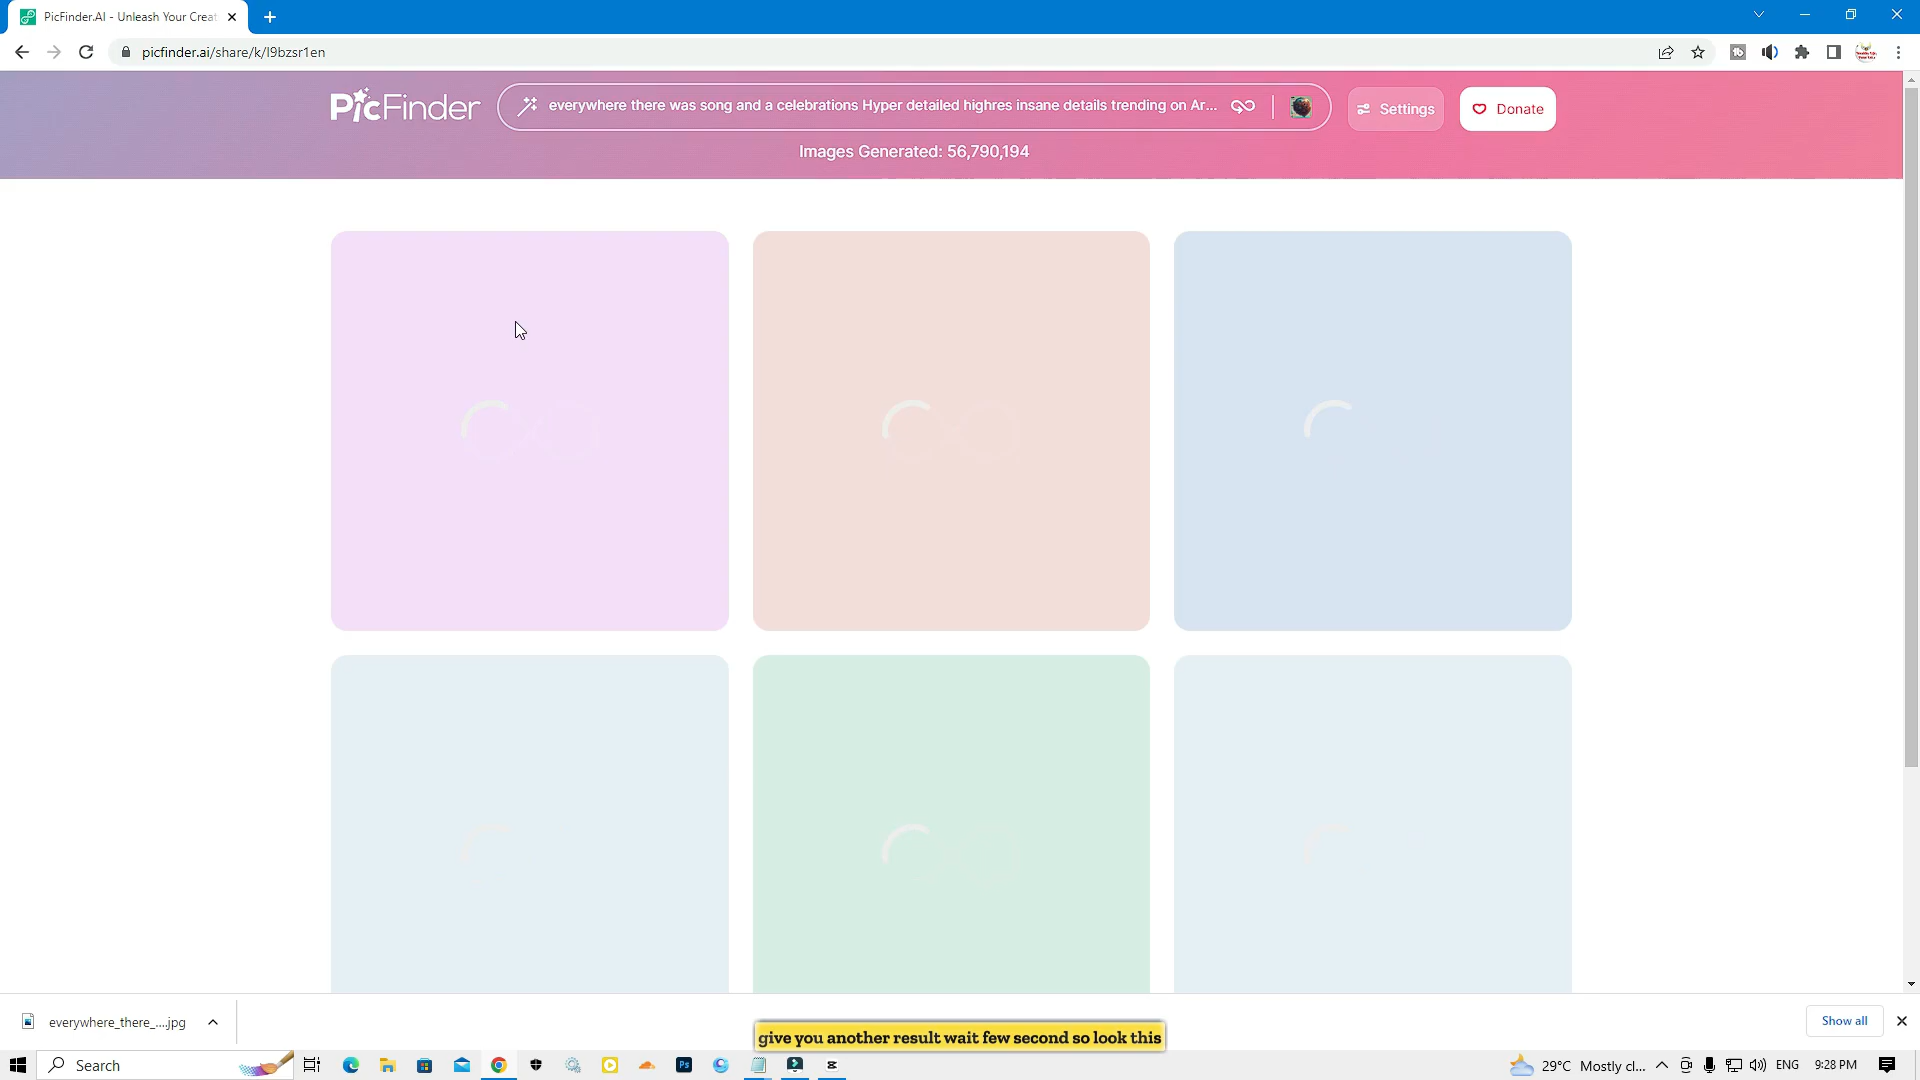 PicFinder.AI - Unleash Your Creat
picfinder.ai/share/k/l9bzsr1en
PicFinder
everywhere there was song and a celebrations Hyper detailed highres insane details trending on Ar...
Settings
Donate
Images Generated: 56,790,194
everywhere_there_....jpg
Show all
give you another result wait few second so look this
Search
Ps
29°C Mostly cl...
ENG
9:28 PM